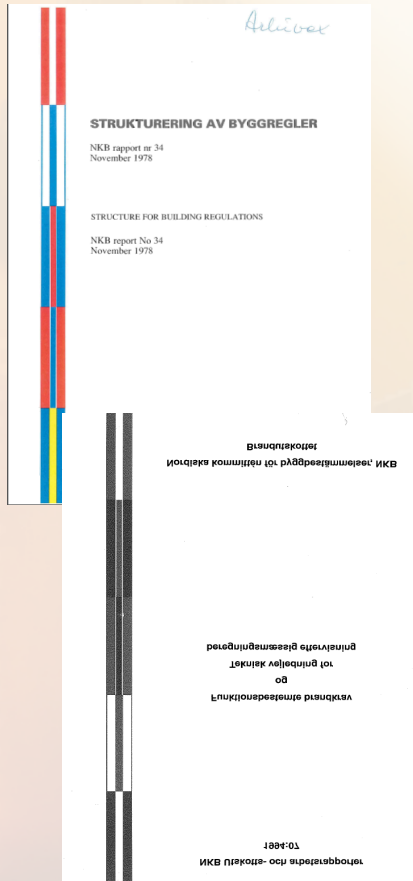 Arkivex
STRUKTURERING AV BYGGREGLER
NKB rapport nr 34
November 1978
STRUCTURE FOR BUILDING REGULATIONS
NKB report No 34
November 1978
NKB Utskotts- och arbetsrapporter
1994:07
Funktionsbestemte brandkrav
og
Teknisk vejledning for
beregningsmæssig eftervisning
Nordiska kommittén för byggbestämmelser, NKB
Brandutskottet